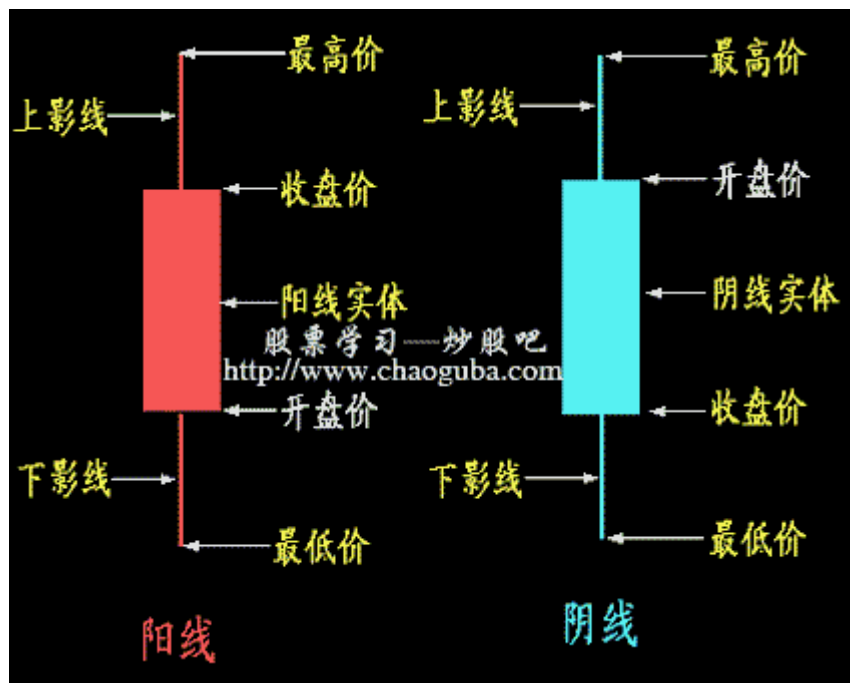 最高价
上影线
收盘价
阳线实体
开盘价
下影线
最低价
阳线
最高价
上影线
开盘价
阴线实体
收盘价
下影线
最低价
阴线
股票学习──炒股吧
http://www.chaoguba.com